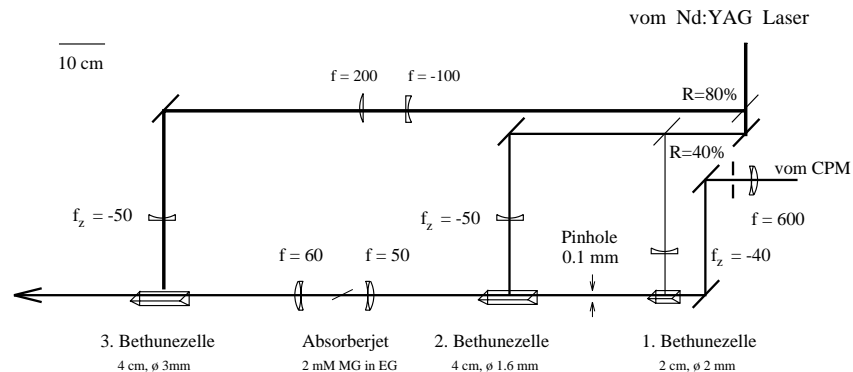 vom Nd:YAG Laser
10 cm
f = 200
f = -100
R=80%
R=40%
vom CPM
f = 600
f_z = -50
f_z = -50
f_z = -40
Pinhole
0.1 mm
f = 60
f = 50
3. Bethunezelle
4 cm, ø 3mm
Absorberjet
2 mM MG in EG
2. Bethunezelle
4 cm, ø 1.6 mm
1. Bethunezelle
2 cm, ø 2 mm